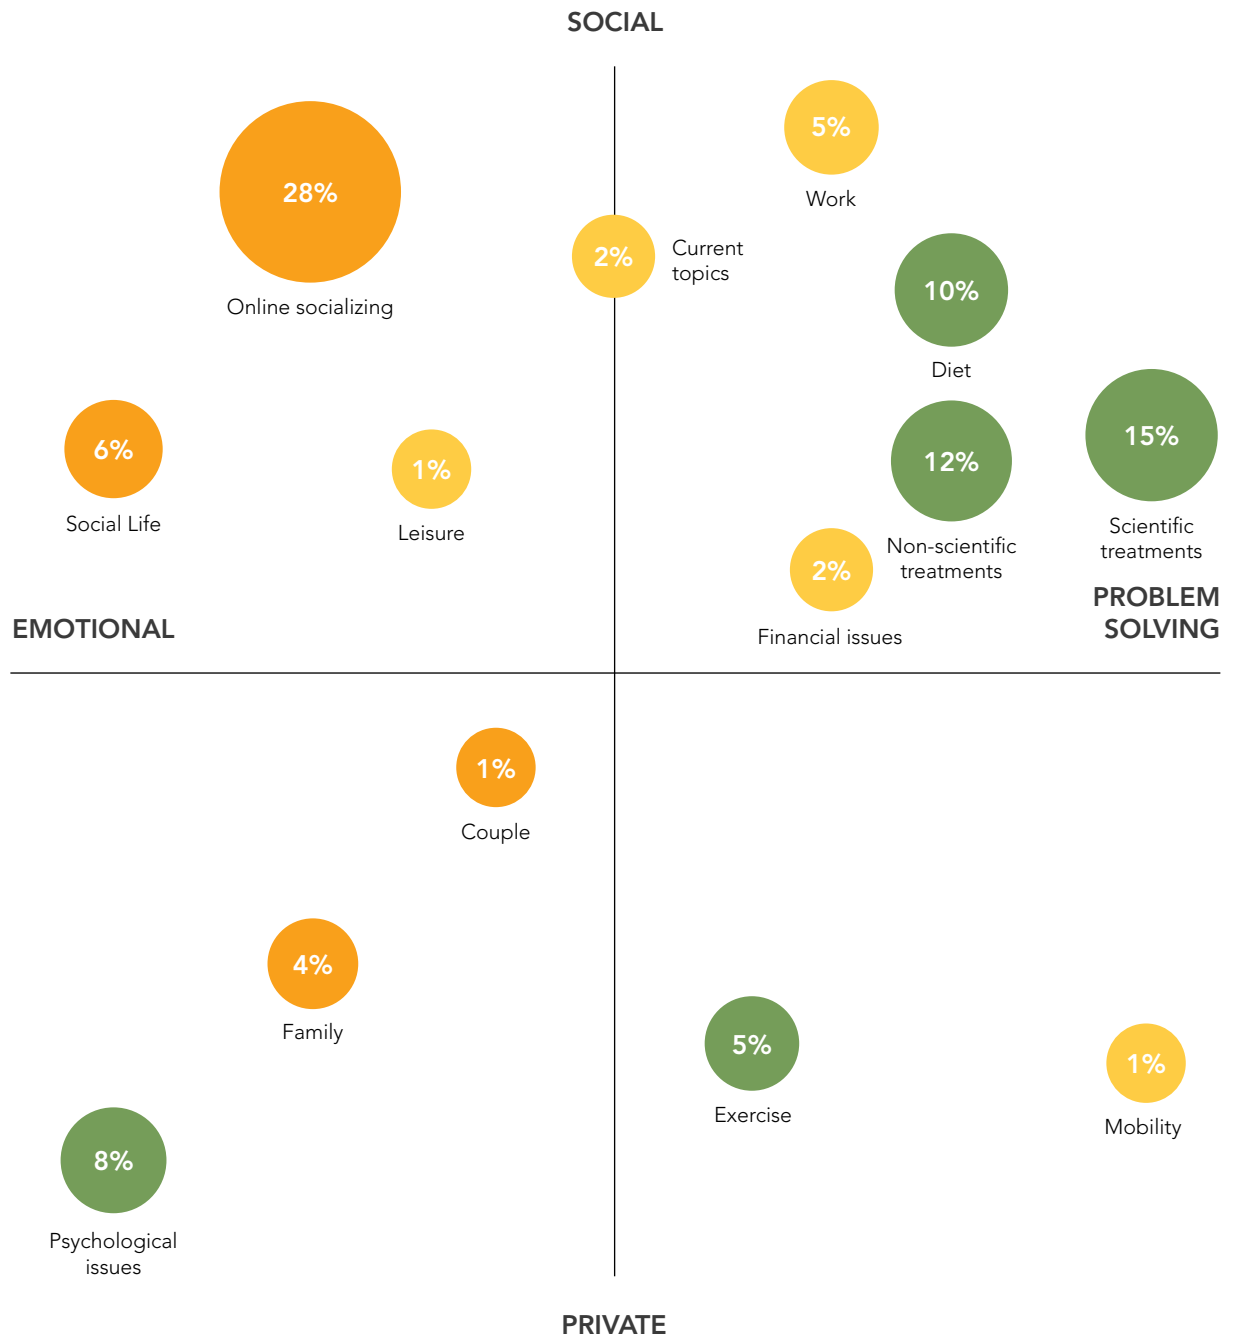 SOCIAL
5%
Work
28%
Online socializing
2%
Current
topics
10%
Diet
6%
Social Life
1%
Leisure
12%
Non-scientific
treatments
15%
Scientific
treatments
2%
Financial issues
EMOTIONAL
PROBLEM
SOLVING
1%
Couple
4%
Family
5%
Exercise
1%
Mobility
8%
Psychological
issues
PRIVATE